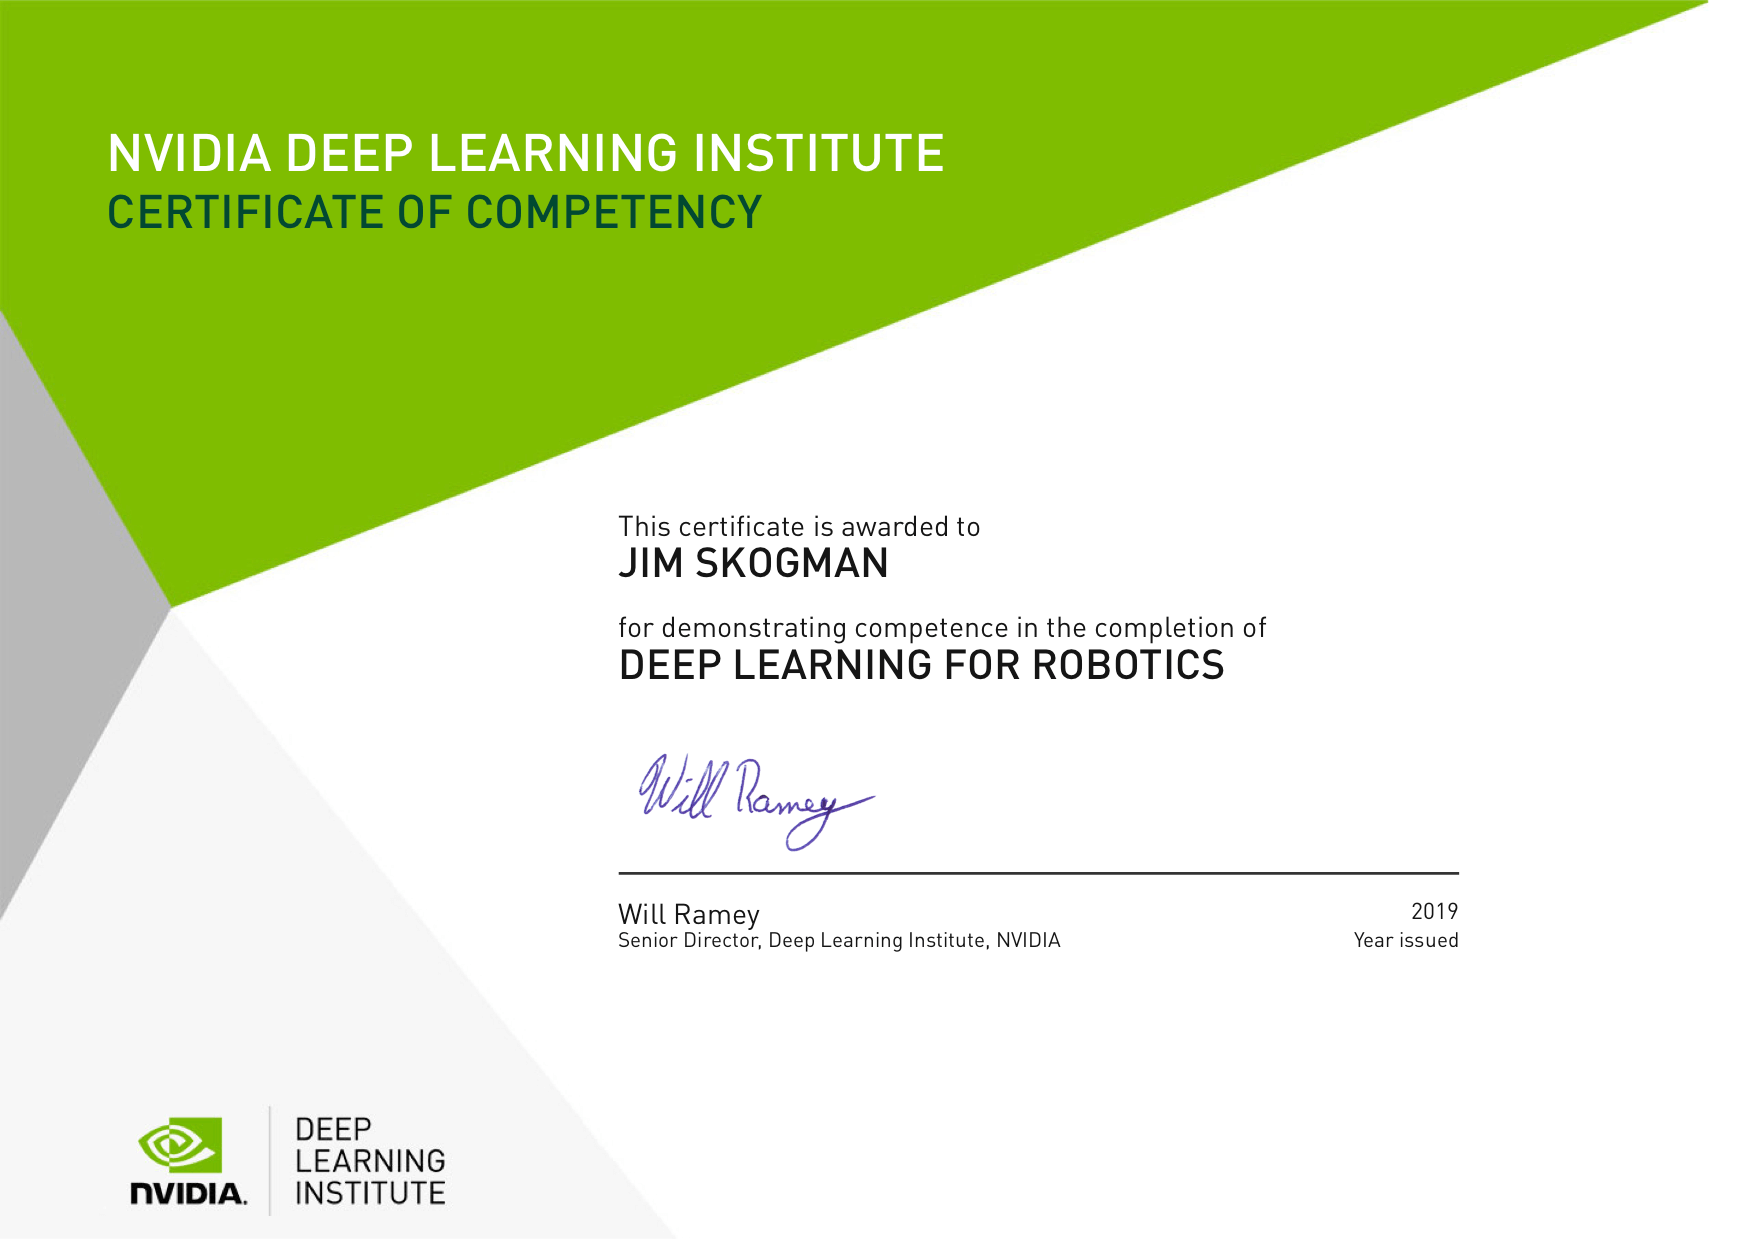 NVIDIA DEEP LEARNING INSTITUTE
CERTIFICATE OF COMPETENCY
This certificate is awarded to
JIM SKOGMAN
for demonstrating competence in the completion of
DEEP LEARNING FOR ROBOTICS
Will Ramey
Will Ramey
Senior Director, Deep Learning Institute, NVIDIA
2019
Year issued
NVIDIA.
DEEP
LEARNING
INSTITUTE